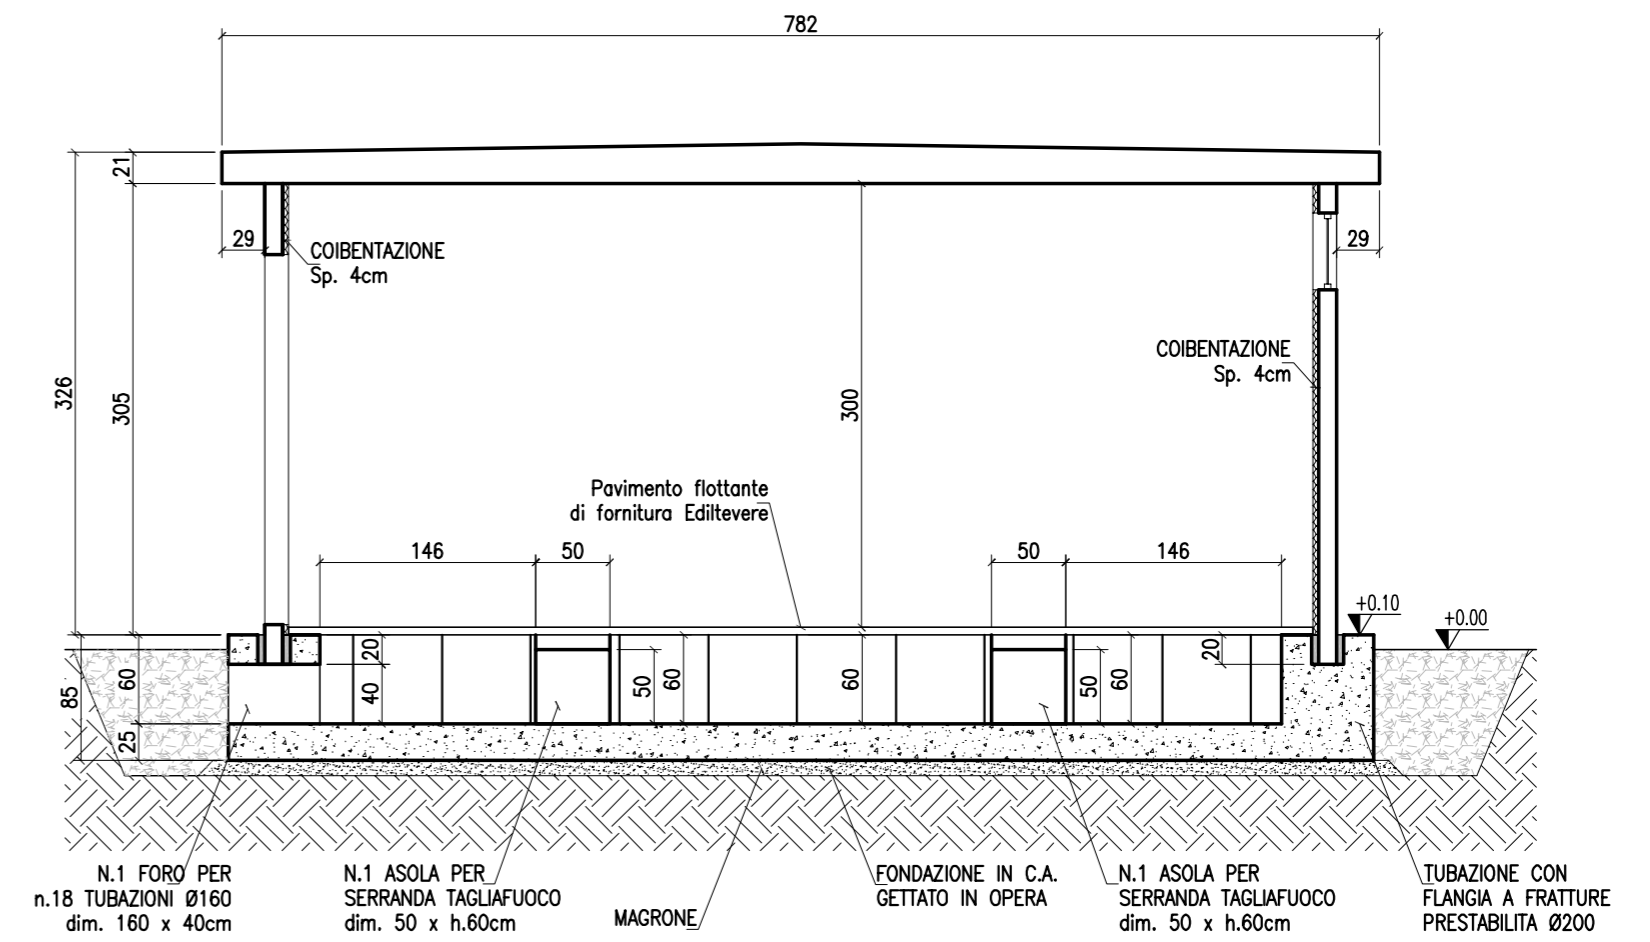 782
21
326
305
29
COIBENTAZIONE
Sp. 4cm
300
29
COIBENTAZIONE
Sp. 4cm
Pavimento flottante
di fornitura Ediltevere
146
50
50
146
+0.10
+0.00
85
60
25
20
40
50
60
60
50
60
20
N.1 FORO PER
n.18 TUBAZIONI Ø160
dim. 160 x 40cm
N.1 ASOLA PER
SERRANDA TAGLIAFUOCO
dim. 50 x h.60cm
MAGRONE
FONDAZIONE IN C.A.
GETTATO IN OPERA
N.1 ASOLA PER
SERRANDA TAGLIAFUOCO
dim. 50 x h.60cm
TUBAZIONE CON
FLANGIA A FRATTURE
PRESTABILITA Ø200